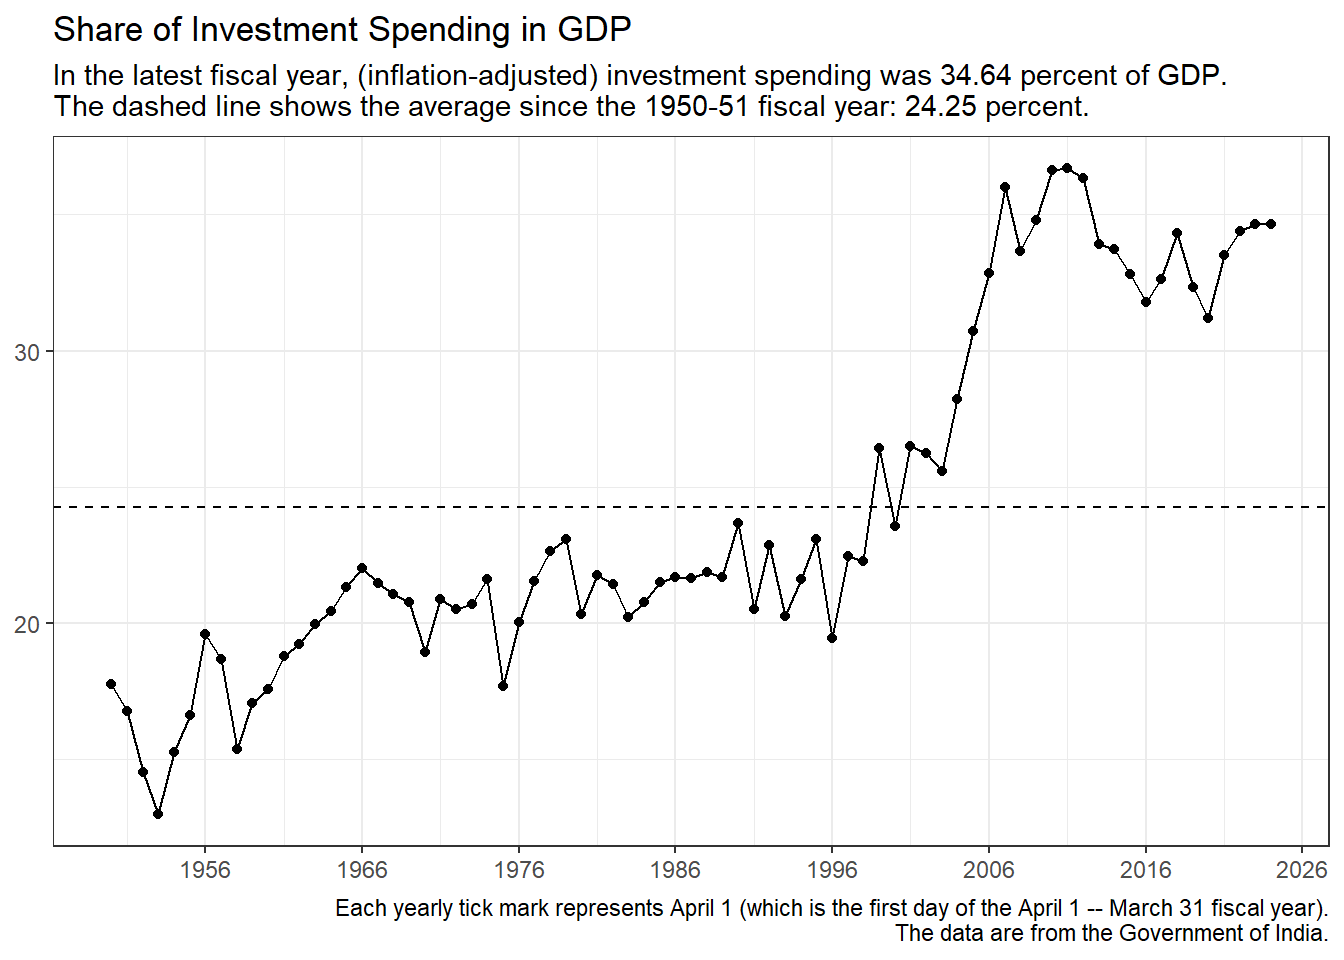 Share of Investment Spending in GDP
In the latest fiscal year, (inflation-adjusted) investment spending was 34.64 percent of GDP.
The dashed line shows the average since the 1950-51 fiscal year: 24.25 percent.
30
20
1956 1966 1976 1986 1996 2006 2016 2026
Each yearly tick mark represents April 1 (which is the first day of the April 1 -- March 31 fiscal year).
The data are from the Government of India.